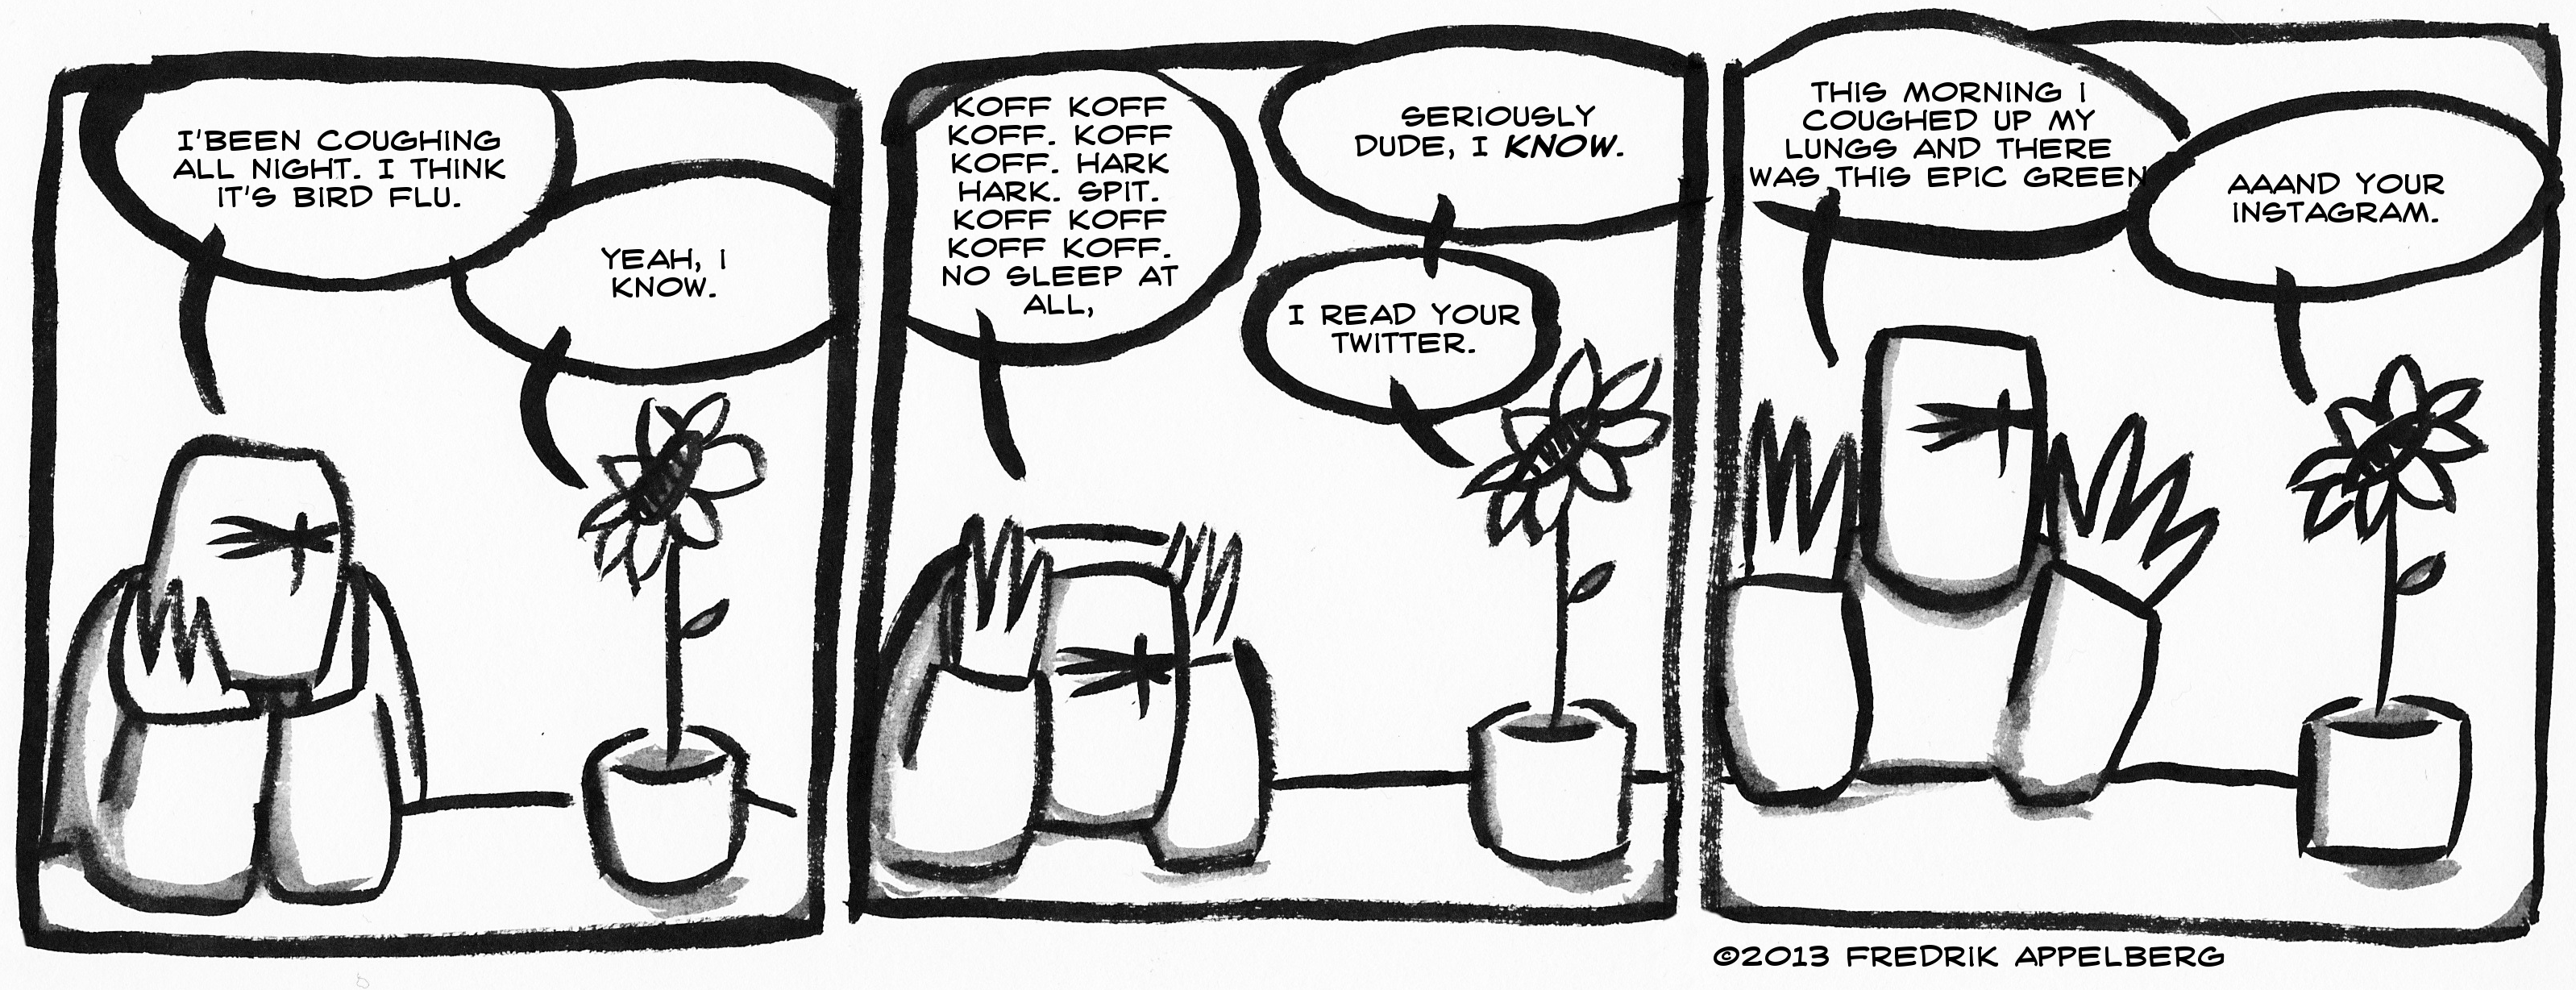 I'BEEN COUGHING
ALL NIGHT. I THINK
IT'S BIRD FLU.
YEAH, I
KNOW.
KOFF KOFF
KOFF. KOFF
KOFF. HARK
HARK. SPIT.
KOFF KOFF
KOFF KOFF.
NO SLEEP AT
ALL,
SERIOUSLY
DUDE, I KNOW.
I READ YOUR
TWITTER.
THIS MORNING I
COUGHED UP MY
LUNGS AND THERE
WAS THIS EPIC GREEN
AAAND YOUR
INSTAGRAM.
©2013 FREDRIK APPELBERG